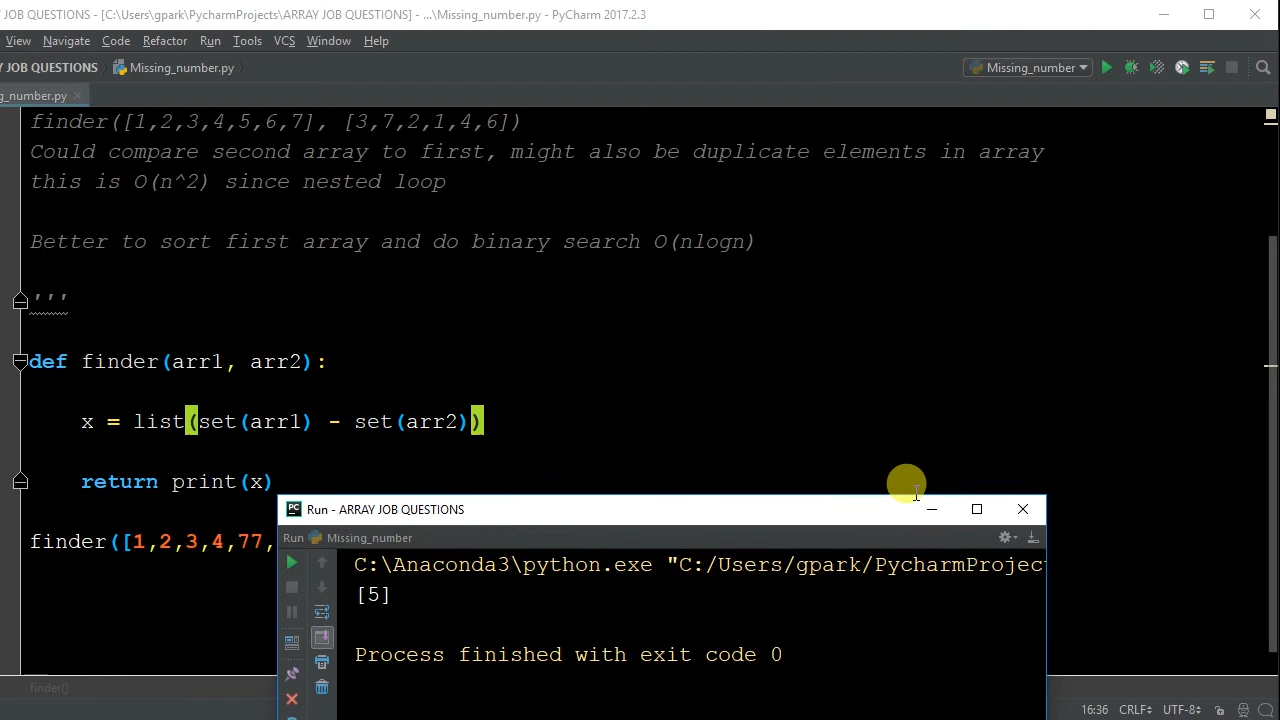 JOB QUESTIONS - [C:\Users\gpark\PycharmProjects\ARRAY JOB QUESTIONS] - ...\Missing_number.py - PyCharm 2017.2.3
View Navigate Code Refactor Run Tools VCS Window Help
Y JOB QUESTIONS Missing_number.py Missing_number
g_number.py
finder([1,2,3,4,5,6,7], [3,7,2,1,4,6])
Could compare second array to first, might also be duplicate elements in array
this is O(n^2) since nested loop
Better to sort first array and do binary search O(nlogn)
'''
def finder(arr1, arr2):
x = list(set(arr1) - set(arr2))
return print(x)
finder([1,2,3,4,77,
Run - ARRAY JOB QUESTIONS
Run Missing_number
C:\Anaconda3\python.exe "C:/Users/gpark/PycharmProject
[5]
Process finished with exit code 0
finder()
16:36 CRLF UTF-8